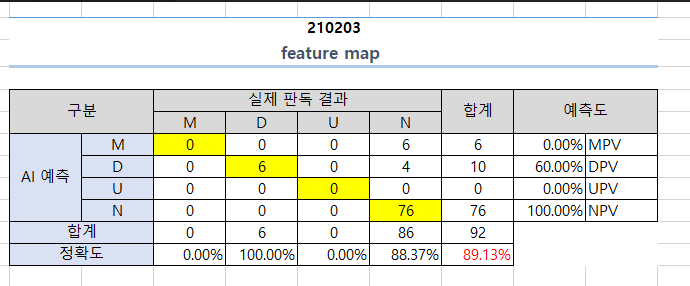 210203
feature map
구분 실제 판독 결과 합계 예측도
M D U N
AI 예측 M 0 0 0 6 6 0.00% MPV
D 0 6 0 4 10 60.00% DPV
U 0 0 0 0 0 0.00% UPV
N 0 0 0 76 76 100.00% NPV
합계 0 6 0 86 92
정확도 0.00% 100.00% 0.00% 88.37% 89.13%